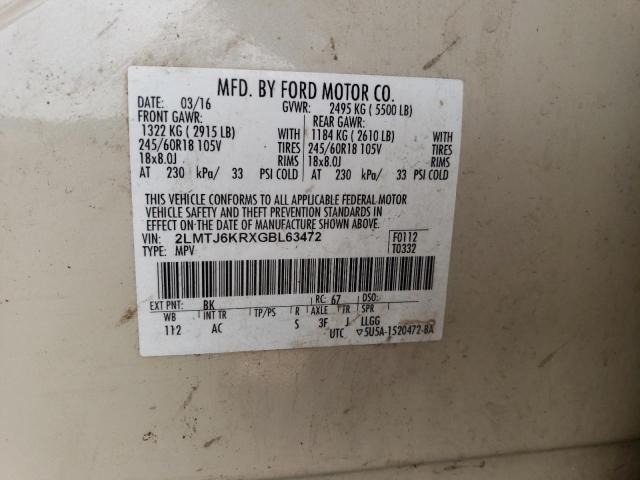 MFD. BY FORD MOTOR CO.
DATE: 03/16 GVWR: 2495 KG ( 5500 LB)
FRONT GAWR: REAR GAWR:
1322 KG ( 2915 LB) WITH 1184 KG ( 2610 LB) WITH
245/60R18 105V TIRES 245/60R18 105V TIRES
18x8.0J RIMS 18x8.0J RIMS
AT 230 kPa/ 33 PSI COLD AT 230 kPa/ 33 PSI COLD
THIS VEHICLE CONFORMS TO ALL APPLICABLE FEDERAL MOTOR
VEHICLE SAFETY AND THEFT PREVENTION STANDARDS IN
EFFECT ON THE DATE OF MANUFACTURE SHOWN ABOVE.
VIN: 2LMTJ6KRXGBL63472 F0112
TYPE: MPV T0332
EXT PNT: BK RC: 67 DSO:
WB INT TR TP/PS R AXLE TR SPR
112 AC S 3F J LLGG
UTC ▽5U5A-1520472-BA